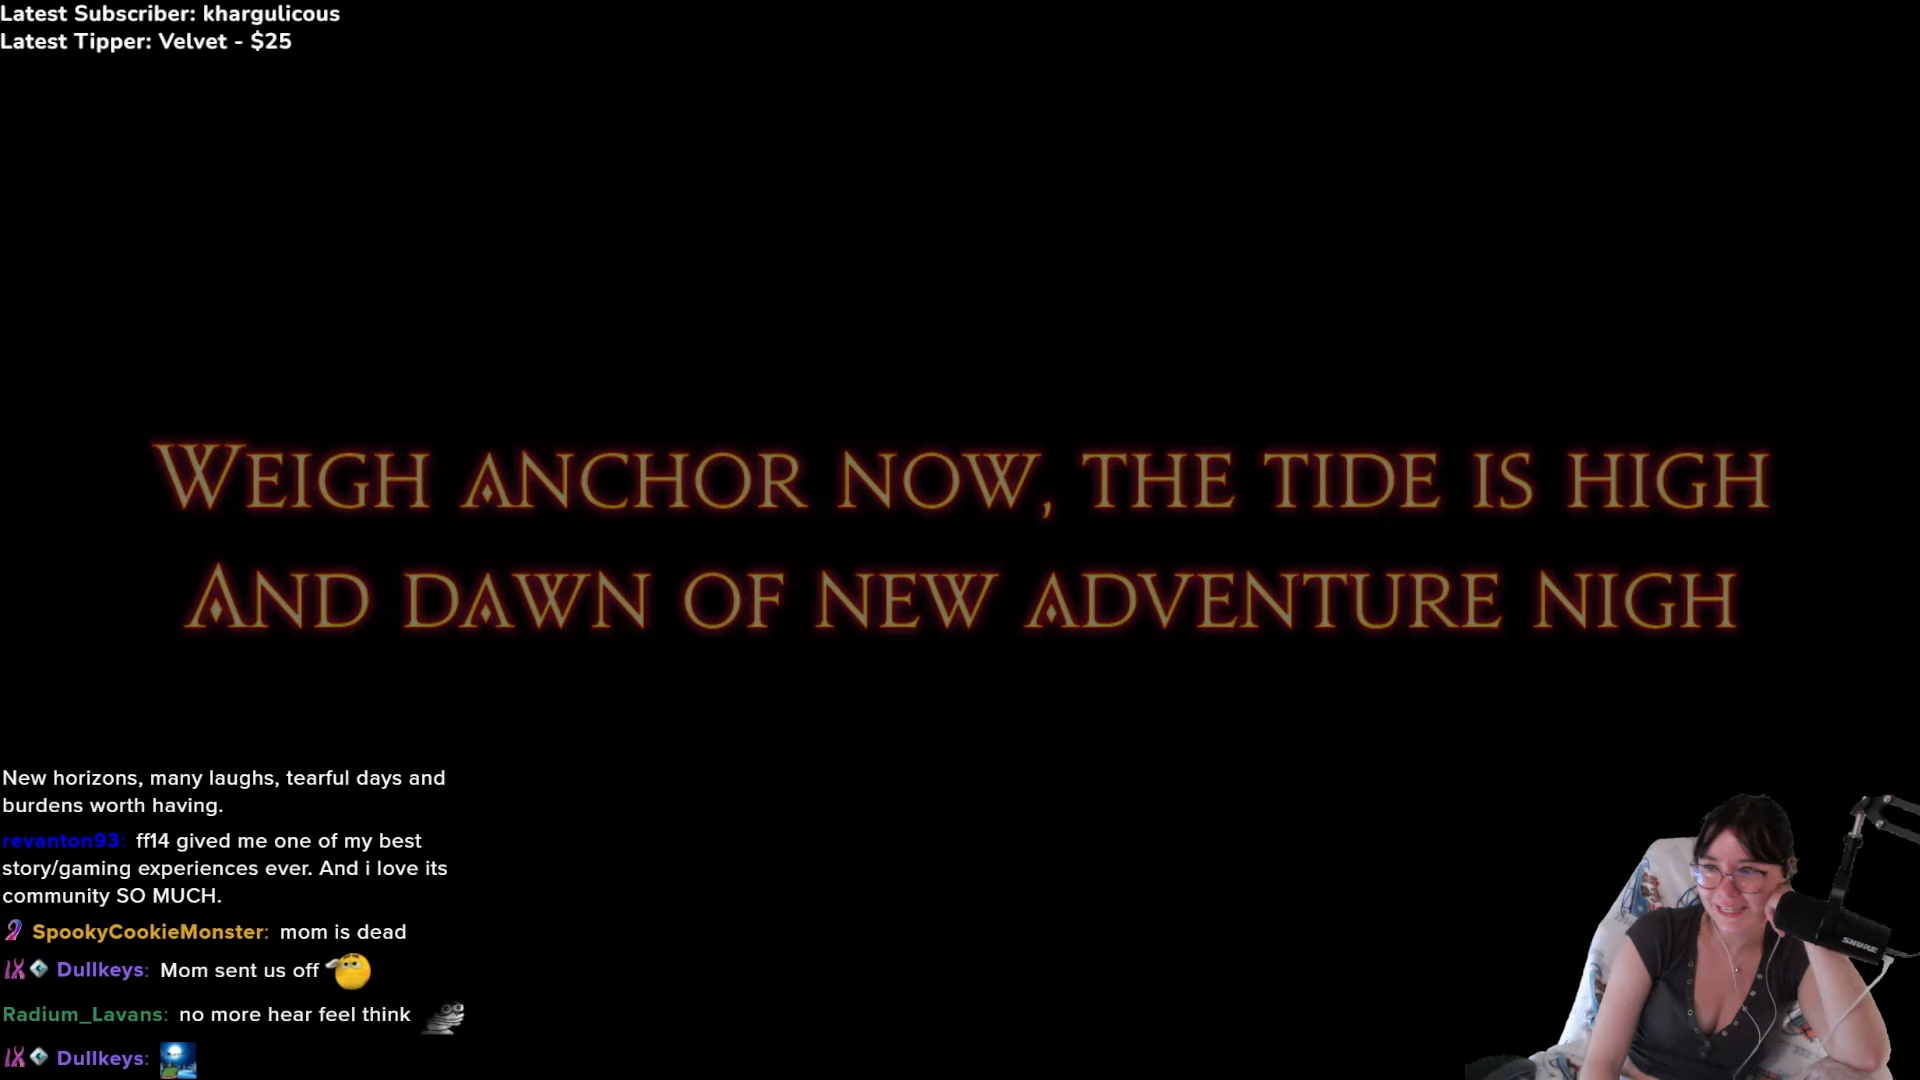 Latest Subscriber: khargulicous
Latest Tipper: Velvet - $25
WEIGH ANCHOR NOW, THE TIDE IS HIGH
AND DAWN OF NEW ADVENTURE NIGH
New horizons, many laughs, tearful days and
burdens worth having.
revanton93: ff14 gived me one of my best
story/gaming experiences ever. And i love its
community SO MUCH.
SpookyCookieMonster: mom is dead
Dullkeys: Mom sent us off
Radium_Lavans: no more hear feel think
Dullkeys:
SHURE